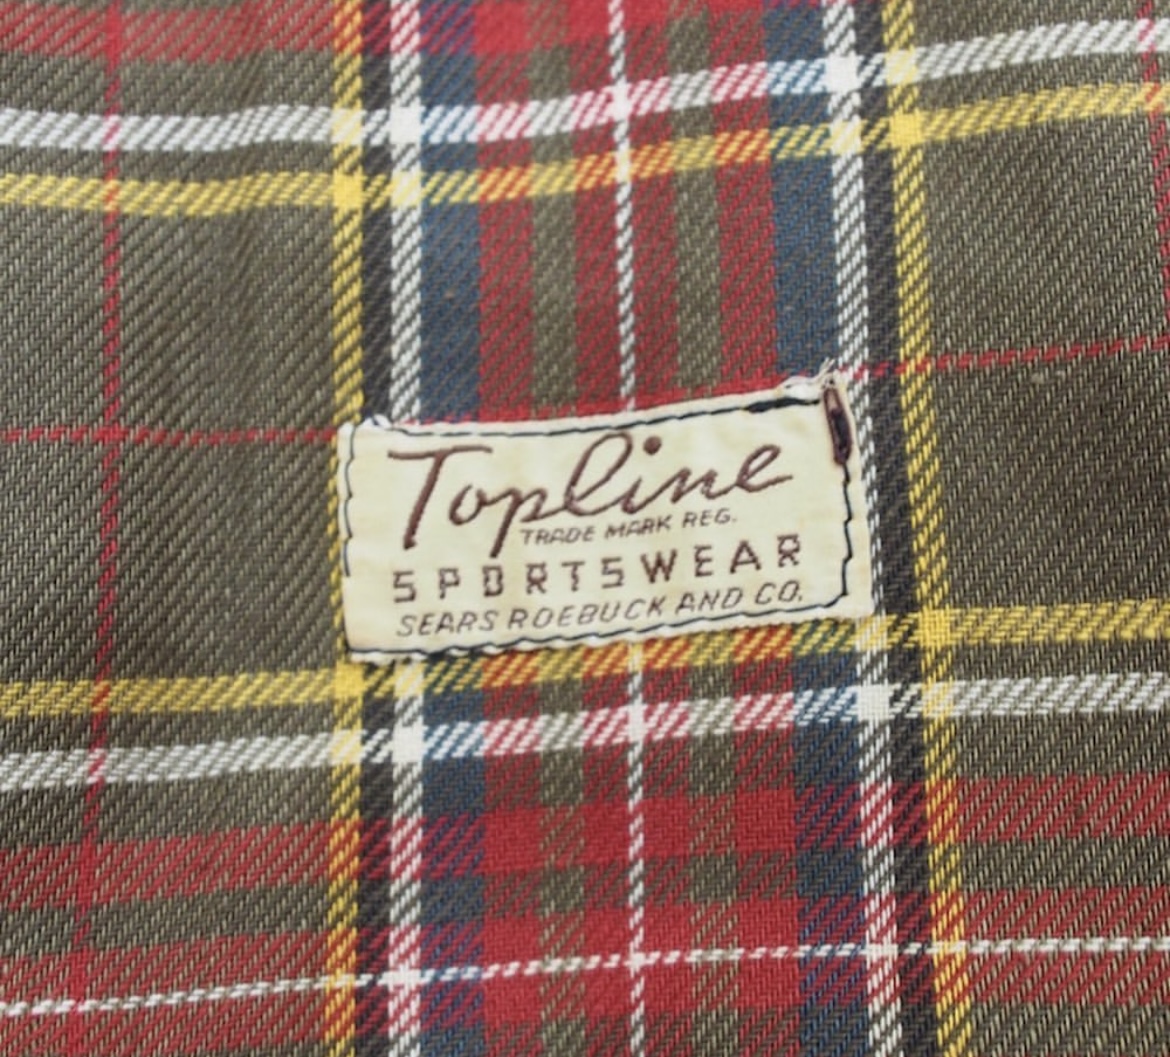 Topline
TRADE MARK REG.
SPORTSWEAR
SEARS ROEBUCK AND CO.